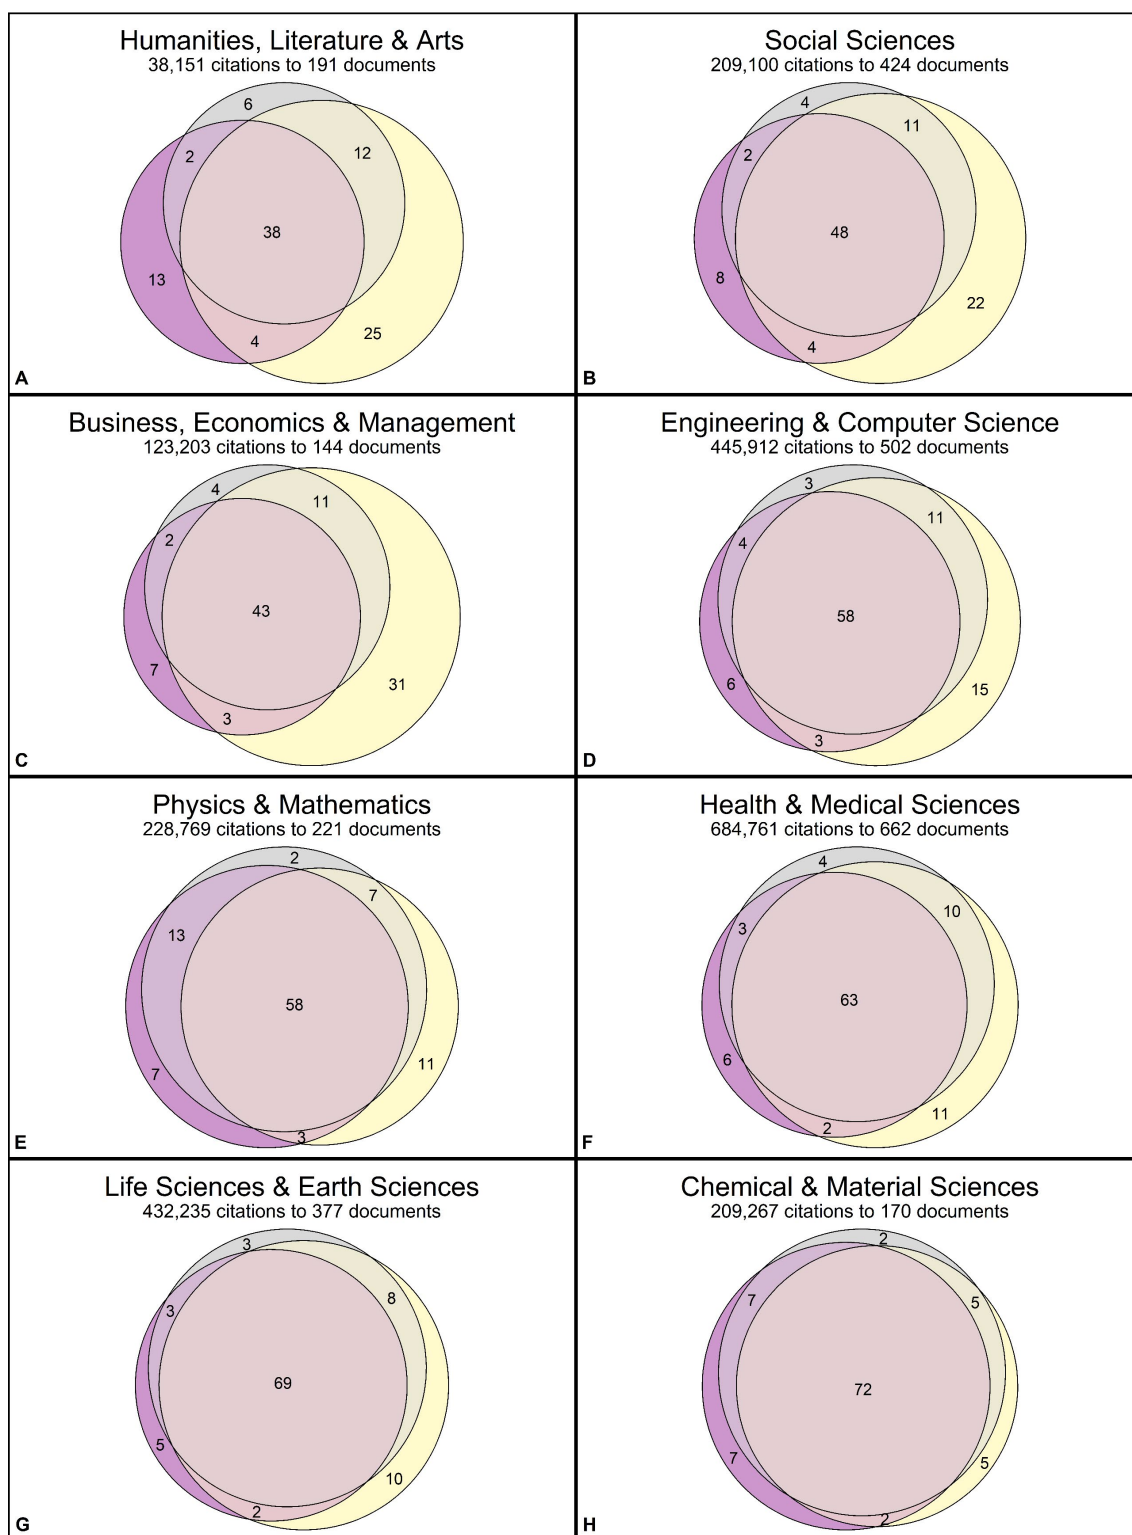 Humanities, Literature & Arts
38,151 citations to 191 documents
6
2
12
38
13
4
25
A
Social Sciences
209,100 citations to 424 documents
4
11
2
48
8
22
4
B
Business, Economics & Management
123,203 citations to 144 documents
4
11
2
43
7
31
3
C
Engineering & Computer Science
445,912 citations to 502 documents
3
11
4
58
6
15
3
D
Physics & Mathematics
228,769 citations to 221 documents
2
7
13
58
7
11
3
E
Health & Medical Sciences
684,761 citations to 662 documents
4
10
3
63
6
11
2
F
Life Sciences & Earth Sciences
432,235 citations to 377 documents
3
8
3
69
5
10
2
G
Chemical & Material Sciences
209,267 citations to 170 documents
2
7
5
72
7
5
2
H